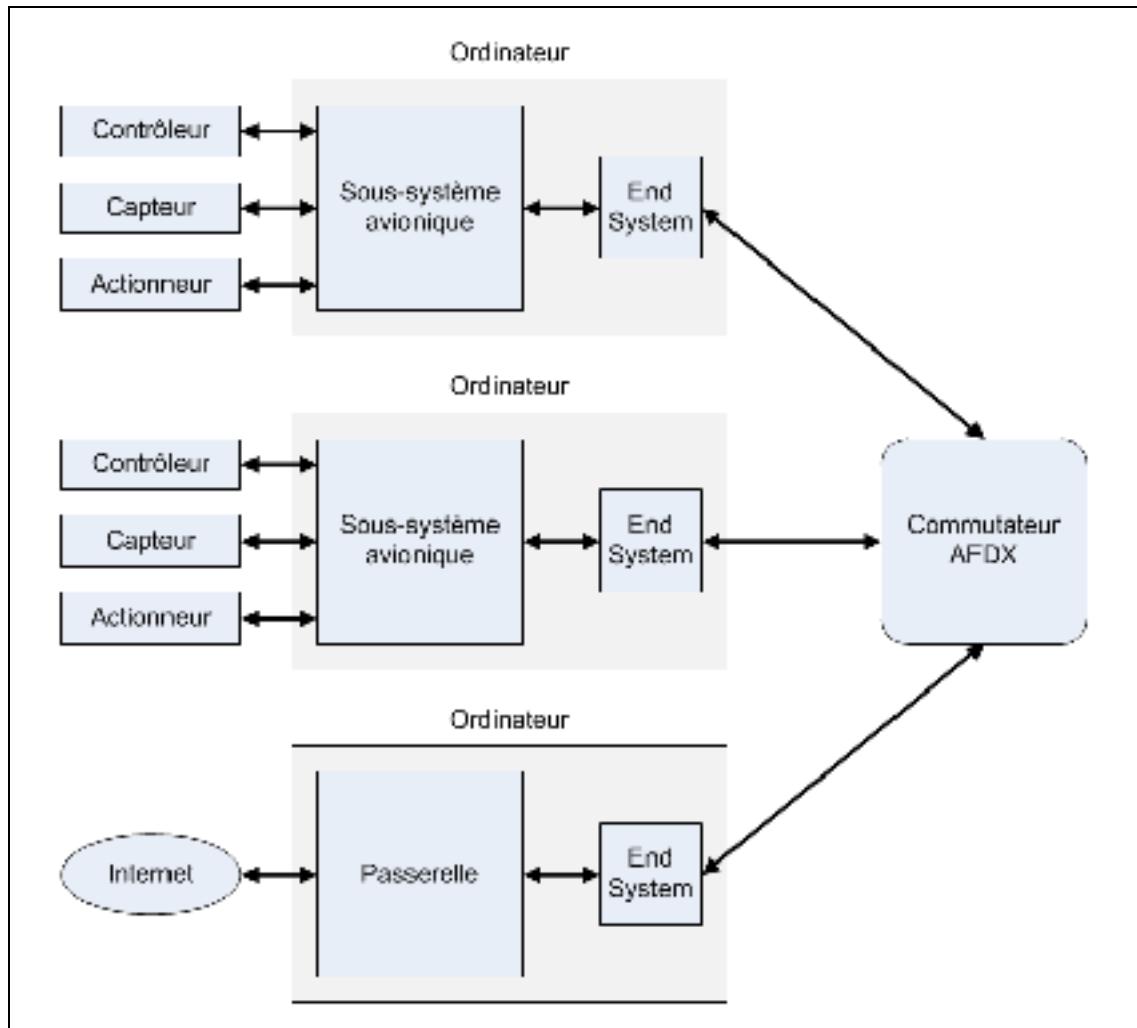 Ordinateur
Contrôleur
Capteur
Actionneur
Sous-système
avionique
End
System
Ordinateur
Contrôleur
Capteur
Actionneur
Sous-système
avionique
End
System
Commutateur
AFDX
Ordinateur
Internet
Passerelle
End
System